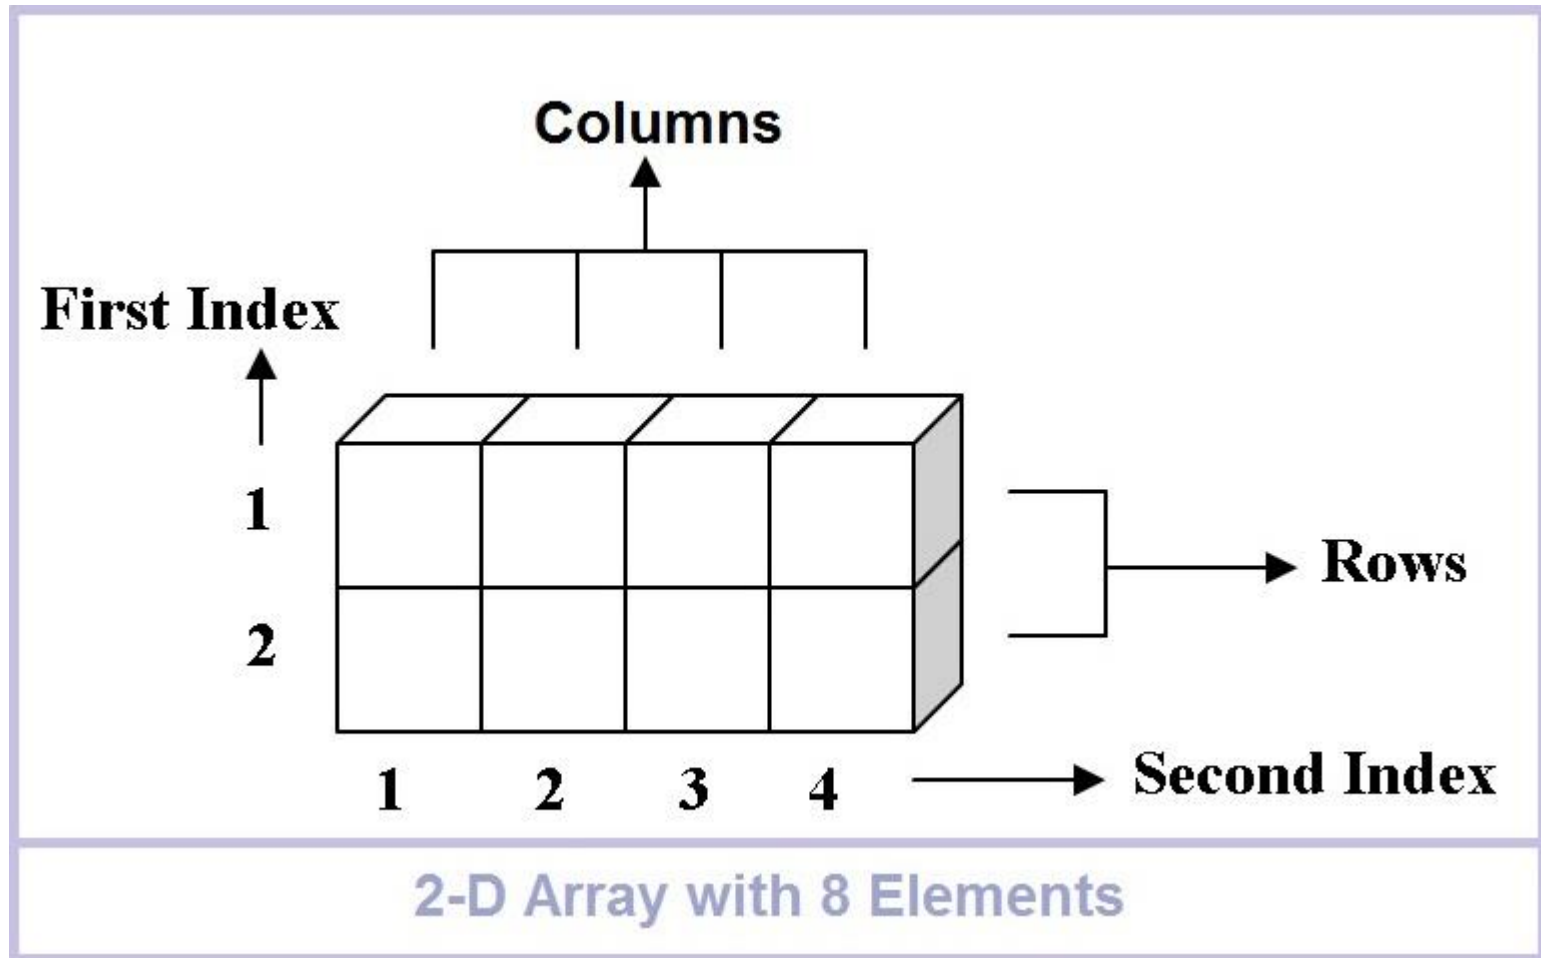 Columns
First Index
1
Rows
2
1 2 3 4
Second Index
2-D Array with 8 Elements